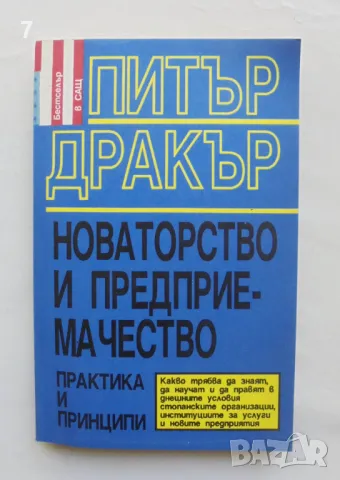 7
Бестселър
в САЩ
ПИТЪР
ДРАКЪР
НОВАТОРСТВО
И ПРЕДПРИЕ-
МАЧЕСТВО
ПРАКТИКА
И
ПРИНЦИПИ
Какво трябва да знаят,
да научат и да правят в
днешните условия
стопанските организации,
институциите за услуги
и новите предприятия
BAZAR